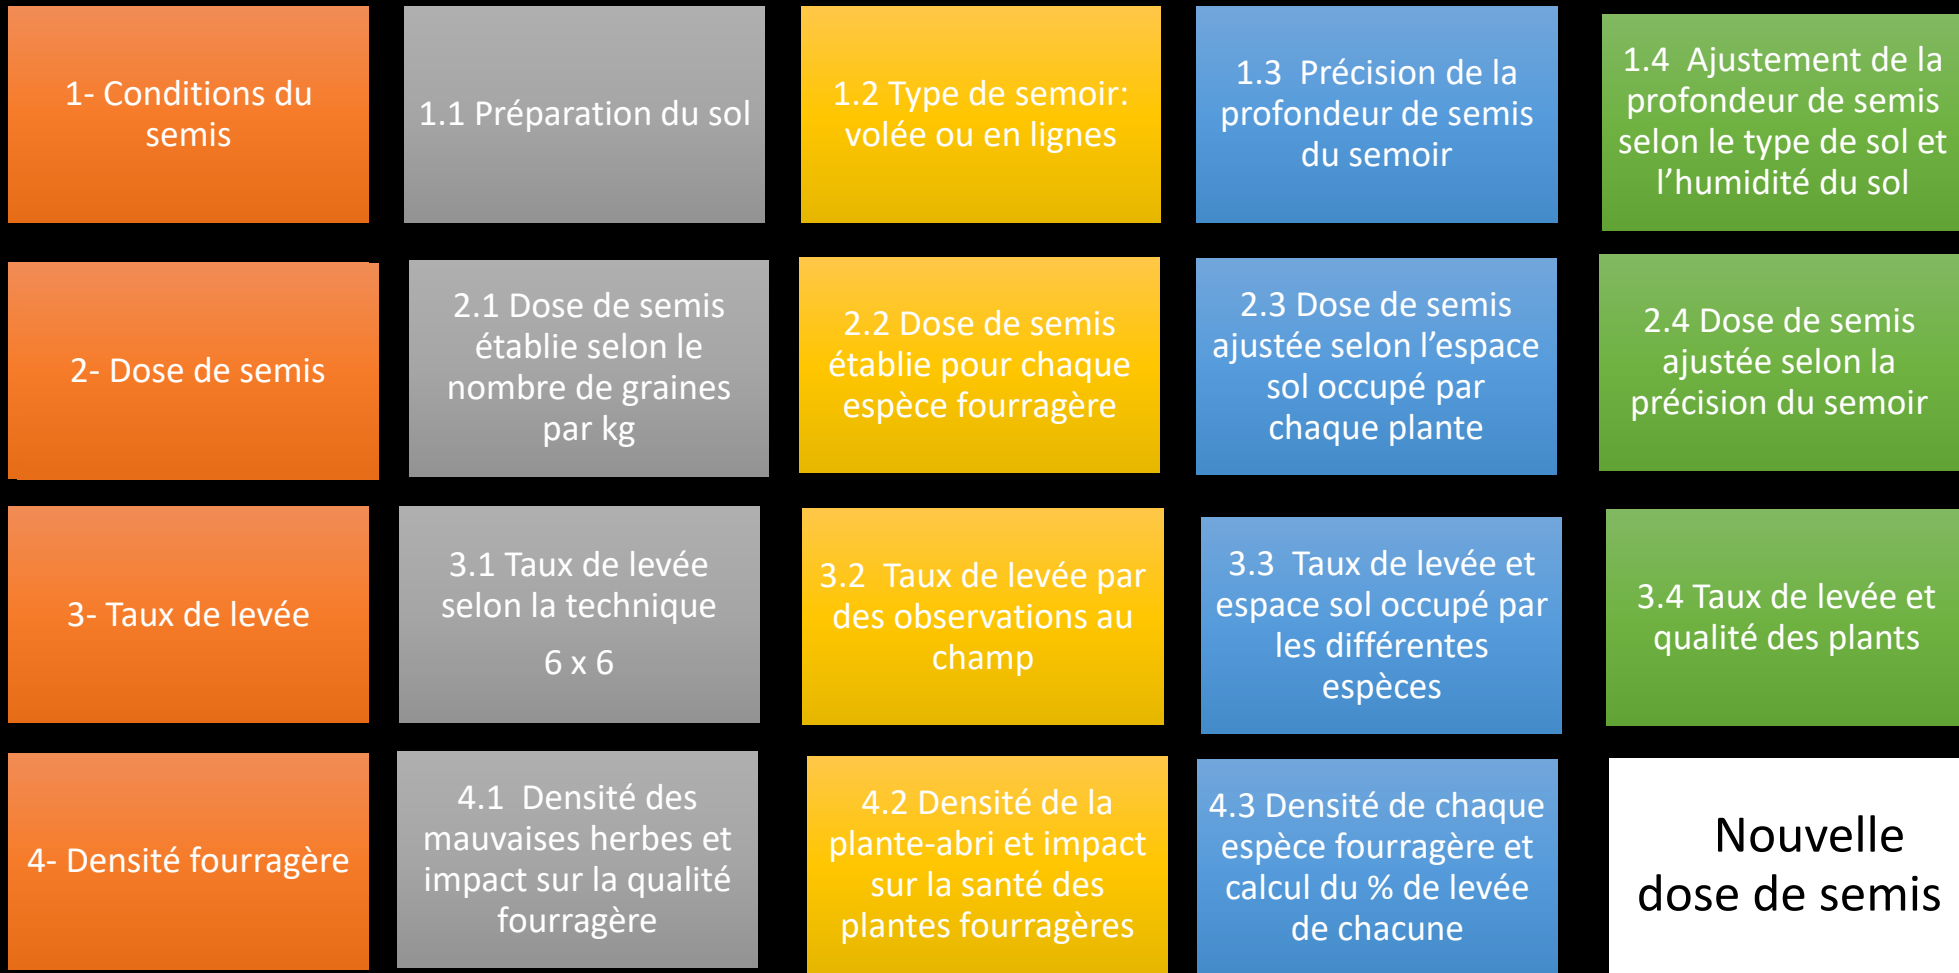 1- Conditions du
semis
1.1 Préparation du sol
1.2 Type de semoir:
volée ou en lignes
1.3  Précision de la
profondeur de semis
du semoir
1.4  Ajustement de la
profondeur de semis
selon le type de sol et
l’humidité du sol
2- Dose de semis
2.1 Dose de semis
établie selon le
nombre de graines
par kg
2.2 Dose de semis
établie pour chaque
espèce fourragère
2.3 Dose de semis
ajustée selon l’espace
sol occupé par
chaque plante
2.4 Dose de semis
ajustée selon la
précision du semoir
3- Taux de levée
3.1 Taux de levée
selon la technique
6 x 6
3.2  Taux de levée par
des observations au
champ
3.3  Taux de levée et
espace sol occupé par
les différentes
espèces
3.4 Taux de levée et
qualité des plants
4- Densité fourragère
4.1  Densité des
mauvaises herbes et
impact sur la qualité
fourragère
4.2 Densité de la
plante-abri et impact
sur la santé des
plantes fourragères
4.3 Densité de chaque
espèce fourragère et
calcul du % de levée
de chacune
Nouvelle
dose de semis